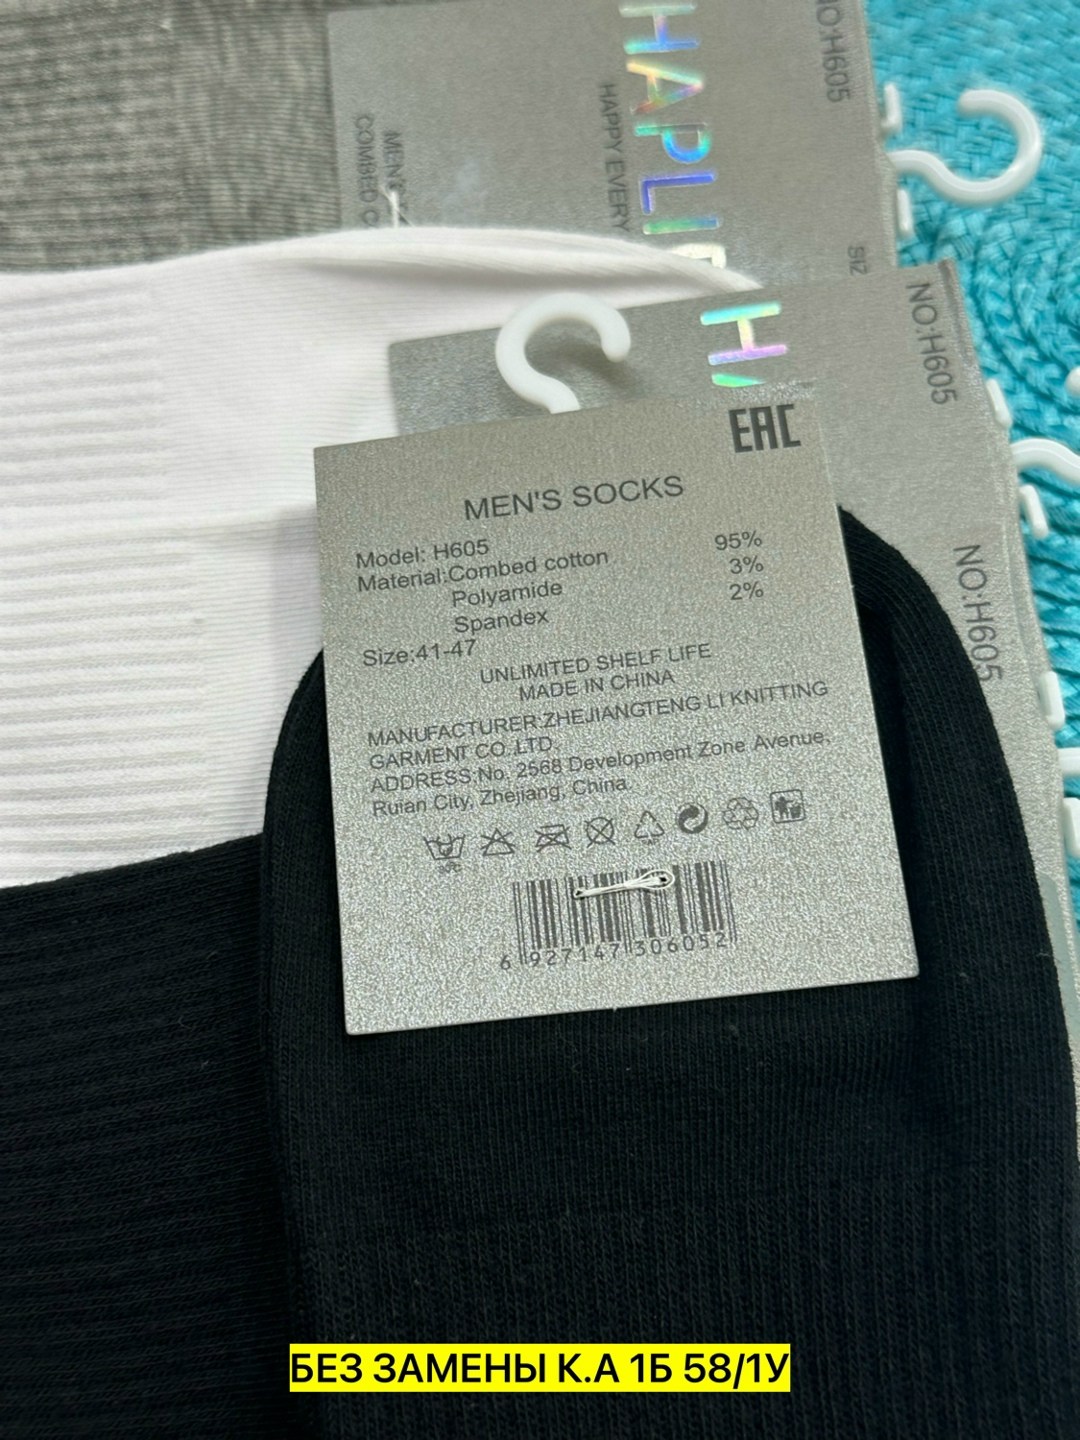 NO:H605
HAPLI
HAPPY EVERY
MEN'
COMBED
SIZ
NO:H605
H
NO:H605
EAC
MEN'S SOCKS
Model: H605
Material:Combed cotton 95%
Polyamide 3%
Spandex 2%
Size:41-47
UNLIMITED SHELF LIFE
MADE IN CHINA
MANUFACTURER:ZHEJIANGTENG LI KNITTING
GARMENT CO.,LTD.
ADDRESS:No. 2568 Development Zone Avenue,
Ruian City, Zhejiang, China.
6 927147 306052
БЕЗ ЗАМЕНЫ К.А 1Б 58/1У